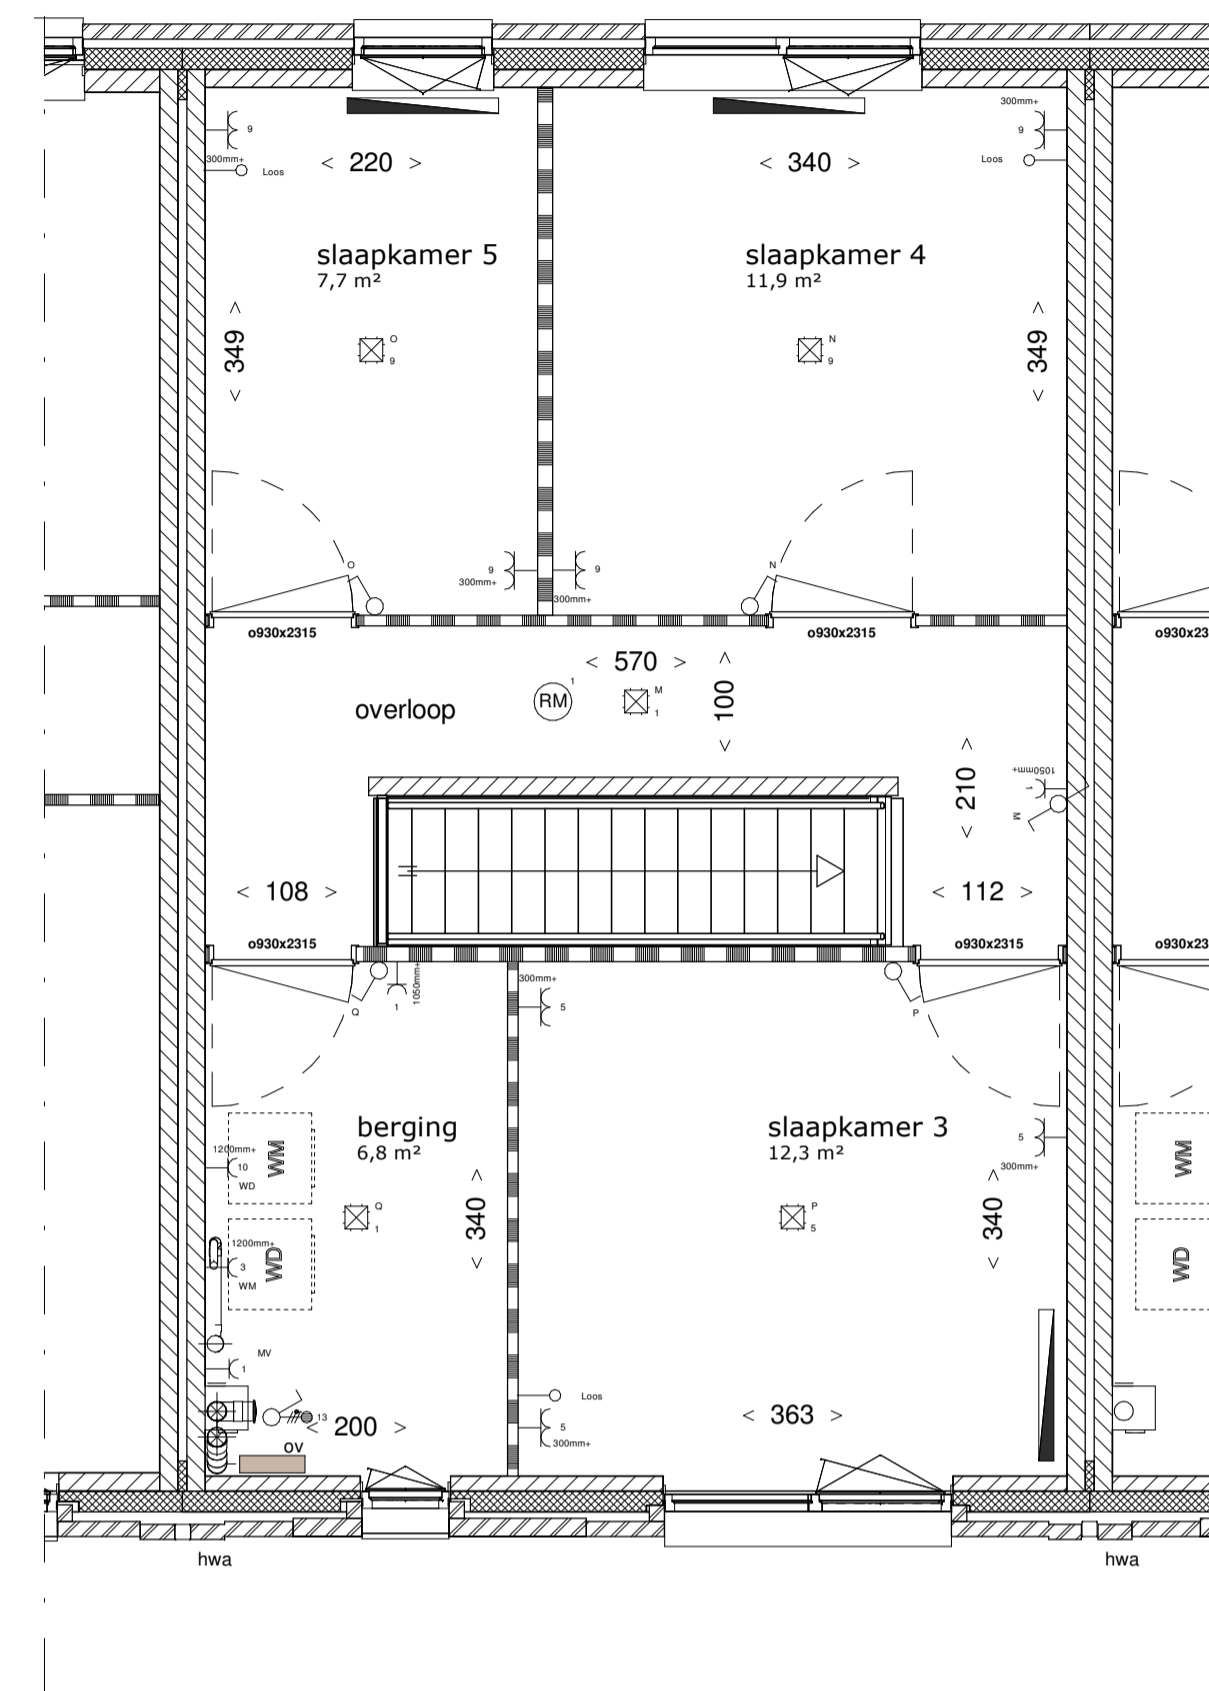 300mm+
9
9
300mm+
Loos
Loos
< 220 >
< 340 >
slaapkamer 5
7,7 m²
slaapkamer 4
11,9 m²
< 349 >
< 349 >
O
9
N
9
O
N
9
300mm+
9
300mm+
o930x2315
o930x2315
o930x23
< 570 >
< 100 >
overloop
RM
1
M
1
< 210 >
1050mm+
1
M
< 108 >
< 112 >
o930x2315
o930x2315
o930x23
Q
1
1050mm+
300mm+
5
P
berging
6,8 m²
slaapkamer 3
12,3 m²
5
300mm+
1200mm+
10
WD
WM
WM
< 340 >
< 340 >
Q
1
P
5
1200mm+
3
WM
WD
WD
MV
1
Loos
13
< 200 >
5
300mm+
< 363 >
OV
hwa
hwa